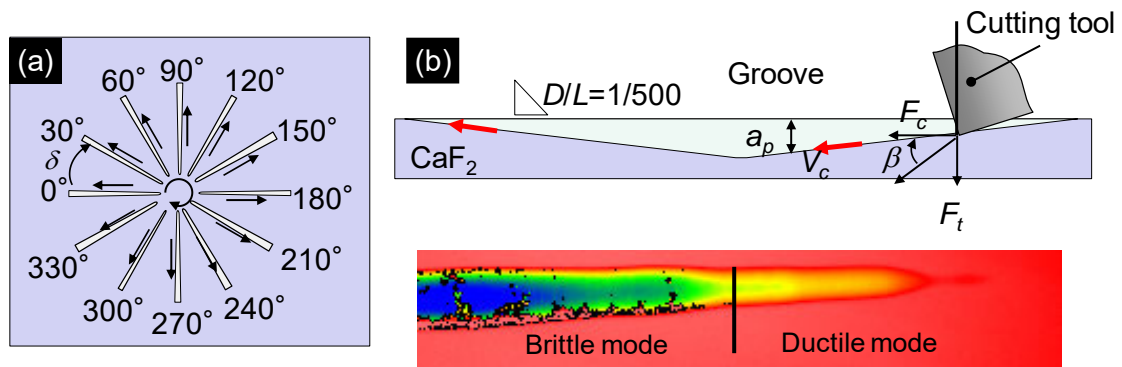 (a)
90°
60°
120°
30°
150°
δ
0°
180°
330°
210°
300°
240°
270°
(b)
Cutting tool
Groove
D/L=1/500
F_c
a_p
CaF₂
V_c
β
F_t
Brittle mode
Ductile mode